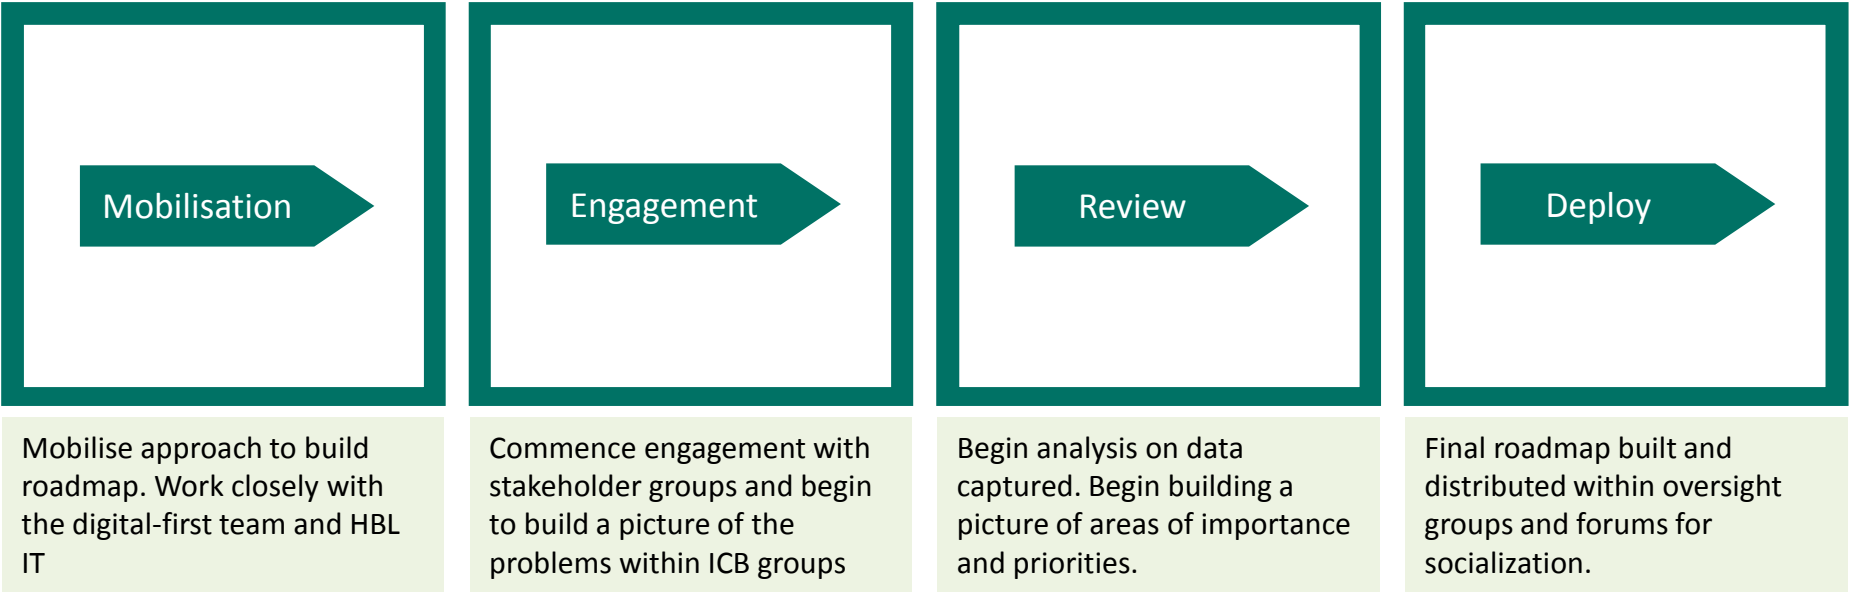 Mobilisation
Engagement
Review
Deploy
Mobilise approach to build
roadmap. Work closely with
the digital-first team and HBL
IT
Commence engagement with
stakeholder groups and begin
to build a picture of the
problems within ICB groups
Begin analysis on data
captured. Begin building a
picture of areas of importance
and priorities.
Final roadmap built and
distributed within oversight
groups and forums for
socialization.